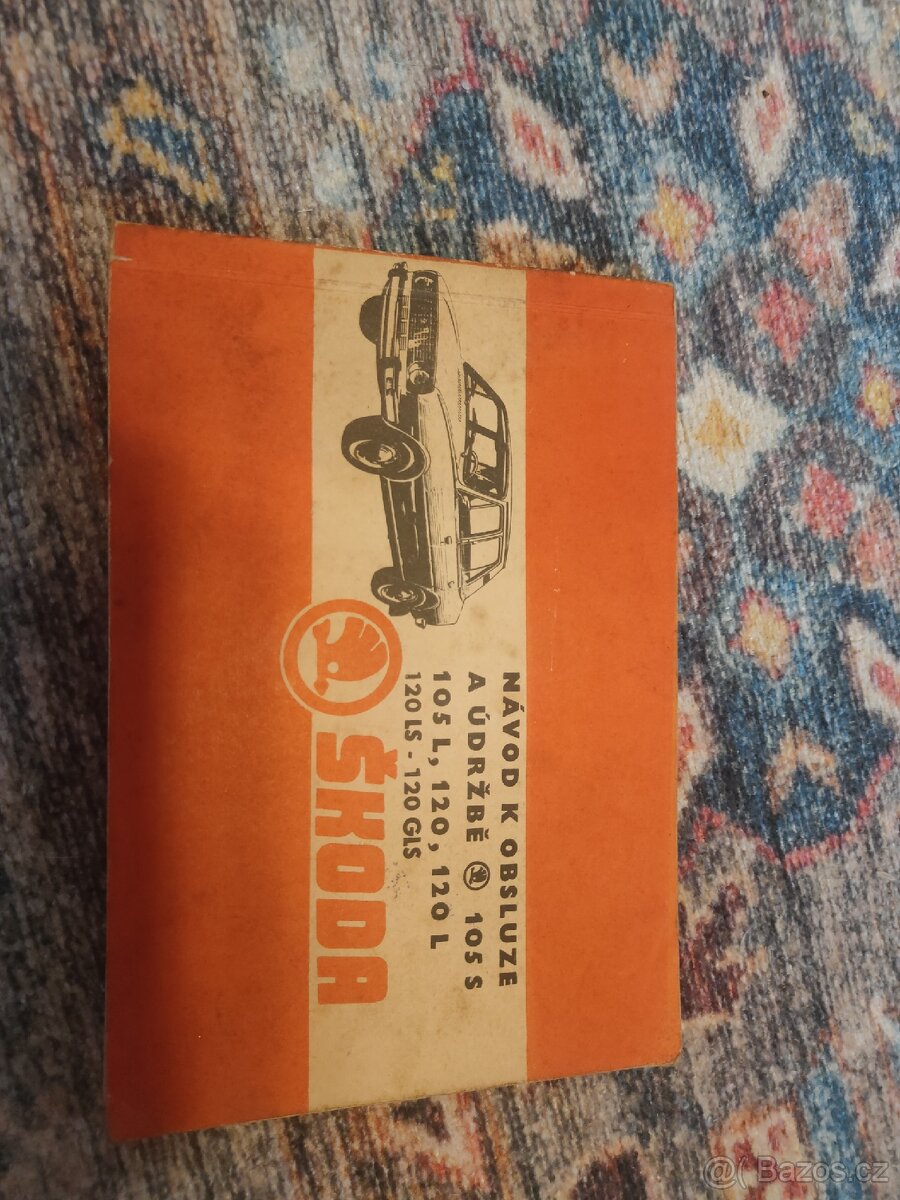 NÁVOD K OBSLUZE
A ÚDRŽBĚ 105 S
105 L, 120, 120 L
120 LS - 120 GLS
ŠKODA
@( Bazos.cz